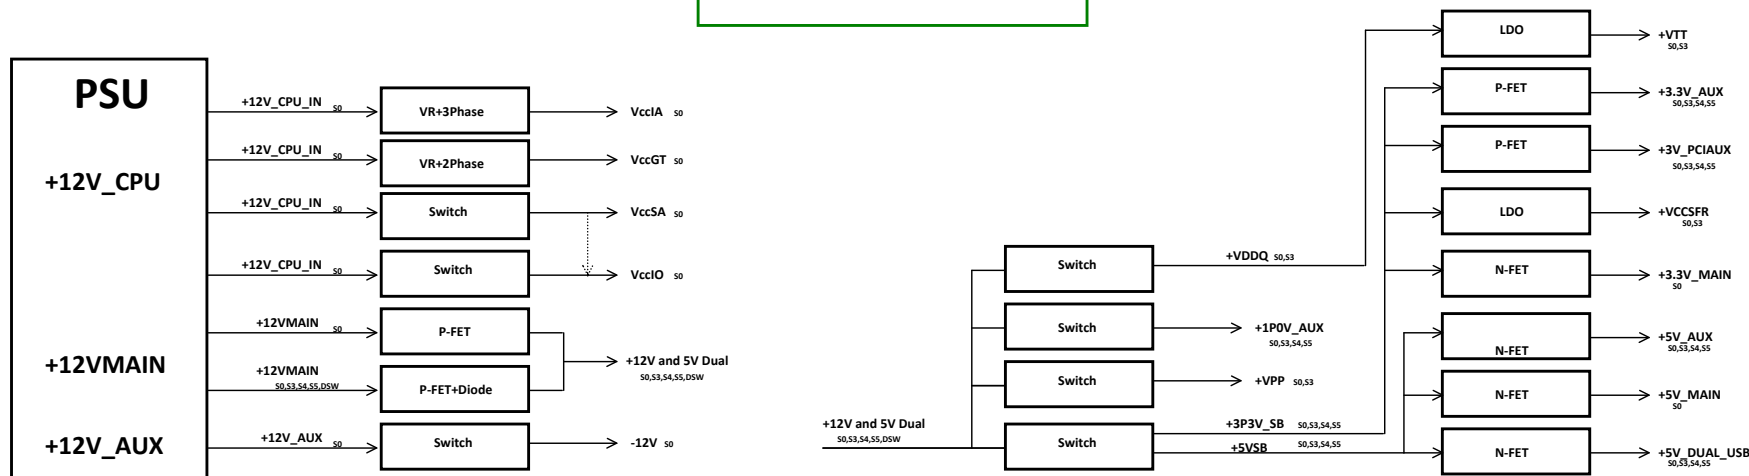 PSU
+12V_CPU
+12VMAIN
+12V_AUX
+12V_CPU_IN S0
VR+3Phase
VccIA S0
+12V_CPU_IN S0
VR+2Phase
VccGT S0
+12V_CPU_IN S0
Switch
VccSA S0
+12V_CPU_IN S0
Switch
VccIO S0
+12VMAIN S0
P-FET
+12VMAIN
S0,S3,S4,S5,DSW
P-FET+Diode
+12V and 5V Dual
S0,S3,S4,S5,DSW
+12V_AUX S0
Switch
-12V S0
+12V and 5V Dual
S0,S3,S4,S5,DSW
Switch
+VDDQ S0,S3
Switch
+1P0V_AUX
S0,S3,S4,S5
Switch
+VPP S0,S3
Switch
+3P3V_SB S0,S3,S4,S5
+5VSB S0,S3,S4,S5
LDO
+VTT
S0,S3
P-FET
+3.3V_AUX
S0,S3,S4,S5
P-FET
+3V_PCIAUX
S0,S3,S4,S5
LDO
+VCCSFR
S0,S3
N-FET
+3.3V_MAIN
S0
N-FET
+5V_AUX
S0,S3,S4,S5
N-FET
+5V_MAIN
S0
N-FET
+5V_DUAL_USB
S0,S3,S4,S5